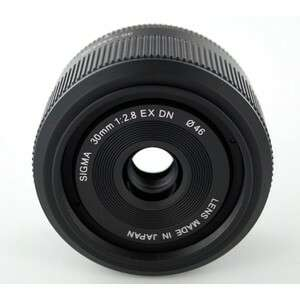 SIGMA 30mm 1:2.8 EX DN Ø46
LENS MADE IN JAPAN